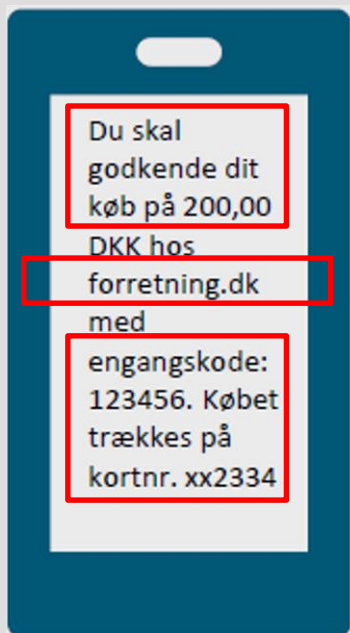 Du skal
godkende dit
køb på 200,00
DKK hos
forretning.dk
med
engangskode:
123456. Købet
trækkes på
kortnr. xx2334